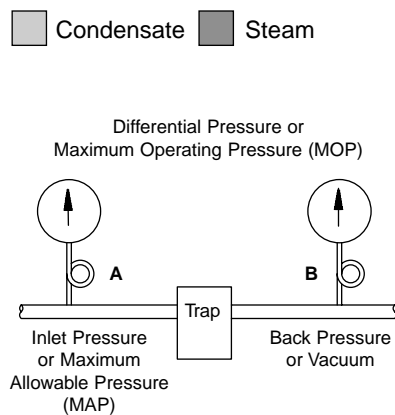 Condensate Steam
Differential Pressure or
Maximum Operating Pressure (MOP)
A B
Trap
Inlet Pressure
or Maximum
Allowable Pressure
(MAP)
Back Pressure
or Vacuum